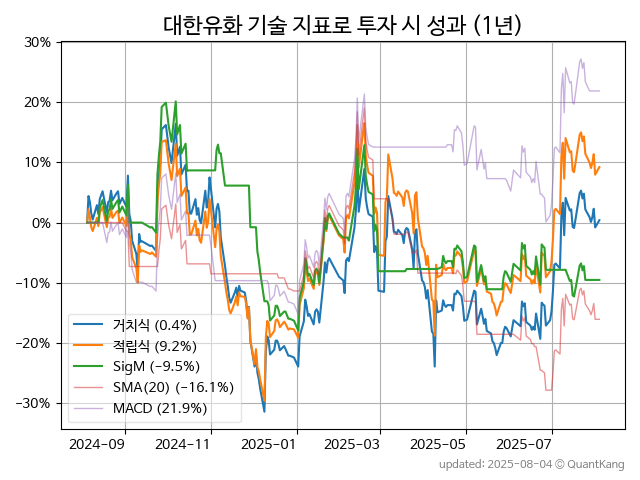 대한유화 기술 지표로 투자 시 성과 (1년)
30%
20%
10%
0%
−10%
−20%
−30%
거치식 (0.4%)
적립식 (9.2%)
SigM (−9.5%)
SMA(20) (−16.1%)
MACD (21.9%)
2024-09
2024-11
2025-01
2025-03
2025-05
2025-07
updated: 2025-08-04 © QuantKang